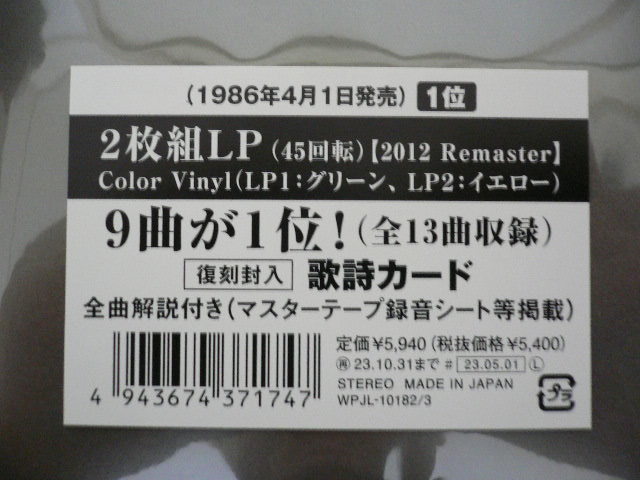 (1986年4月1日発売) 1位
2枚組LP (45回転)【2012 Remaster】
Color Vinyl(LP1:グリーン、LP2:イエロー)
9曲が1位!(全13曲収録)
復刻封入 歌詩カード
全曲解説付き(マスターテープ録音シート等掲載)
定価¥5,940 (税抜価格¥5,400)
再 23.10.31まで # 23.05.01 L
STEREO MADE IN JAPAN
WPJL-10182/3
プラ
4 943674 371747